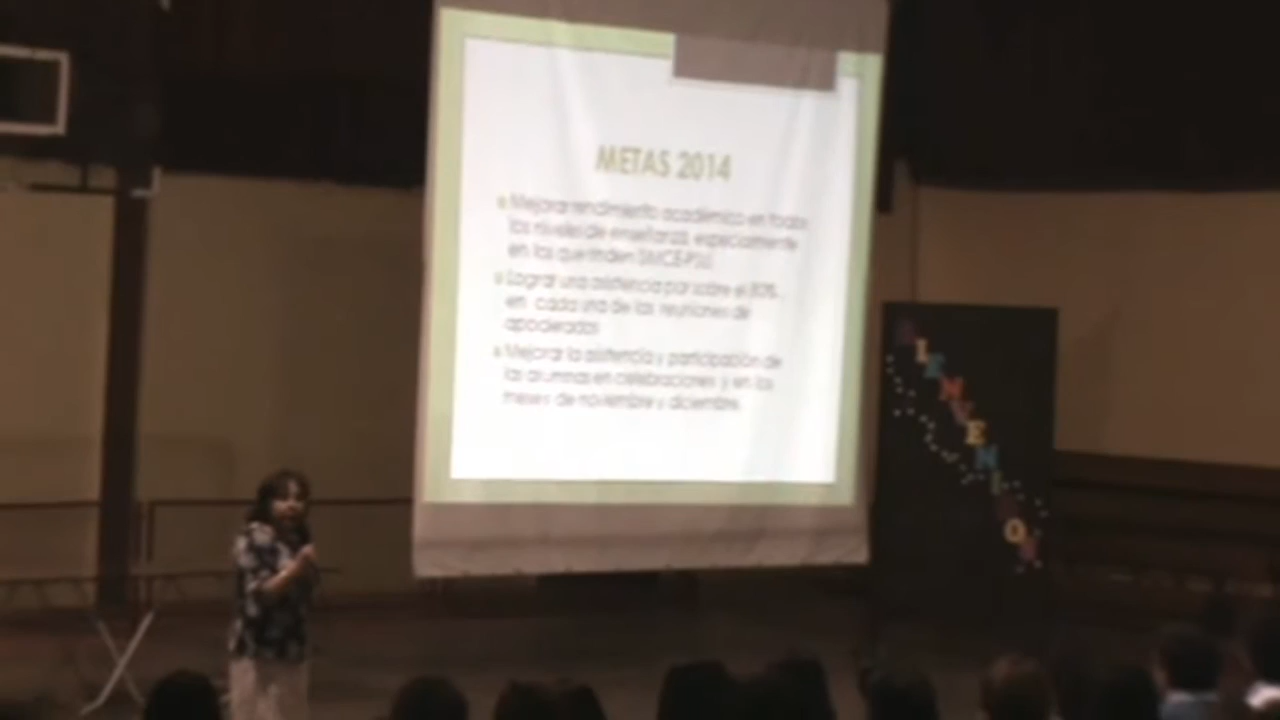 METAS 2014
Mejorar rendimiento académico en todos
los niveles de enseñanza, especialmente
en los que rinden SIMCE-PSU.
Lograr una asistencia por sobre el 80%
en cada una de las reuniones de
apoderados
Mejorar la asistencia y participación de
las alumnas en celebraciones y en los
meses de noviembre y diciembre.
BIENVENIDOS